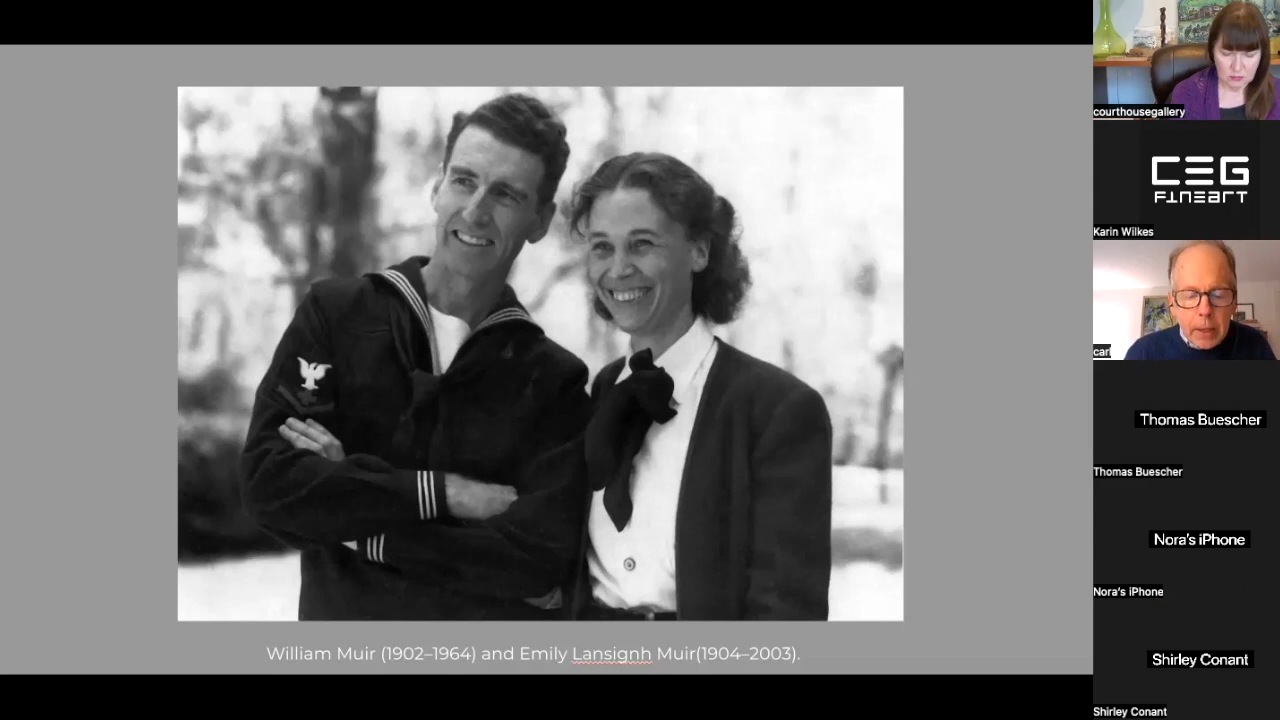 William Muir (1902–1964) and Emily Lansignh Muir(1904–2003).
courthousegallery
CEG
FINEART
Karin Wilkes
carl
Thomas Buescher
Thomas Buescher
Nora's iPhone
Nora's iPhone
Shirley Conant
Shirley Conant